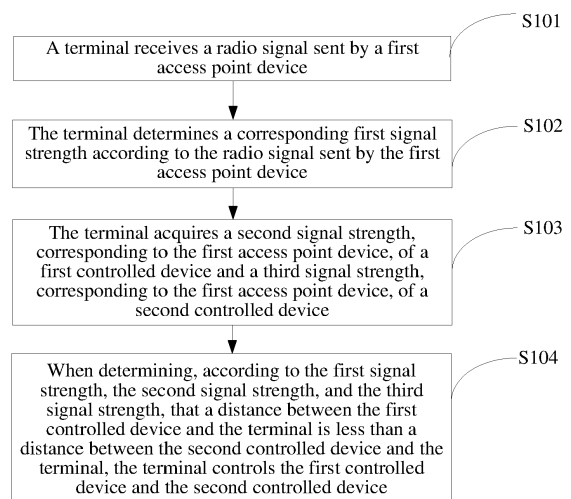 S101
A terminal receives a radio signal sent by a first
access point device
S102
The terminal determines a corresponding first signal
strength according to the radio signal sent by the first
access point device
S103
The terminal acquires a second signal strength,
corresponding to the first access point device, of a
first controlled device and a third signal strength,
corresponding to the first access point device, of a
second controlled device
S104
When determining, according to the first signal
strength, the second signal strength, and the third
signal strength, that a distance between the first
controlled device and the terminal is less than a
distance between the second controlled device and the
terminal, the terminal controls the first controlled
device and the second controlled device